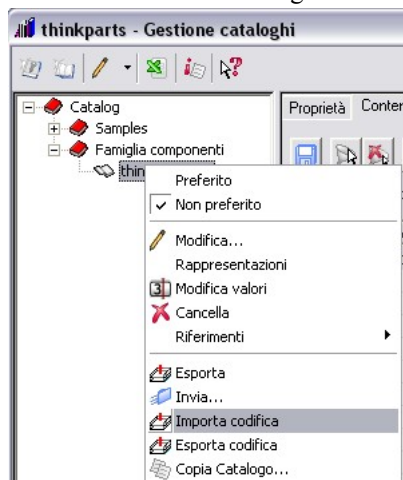 thinkparts - Gestione cataloghi
Catalog
Samples
Famiglia componenti
thin
Proprietà
Preferito
Non preferito
Modifica...
Rappresentazioni
Modifica valori
Cancella
Riferimenti
Esporta
Invia...
Importa codifica
Esporta codifica
Copia Catalogo...